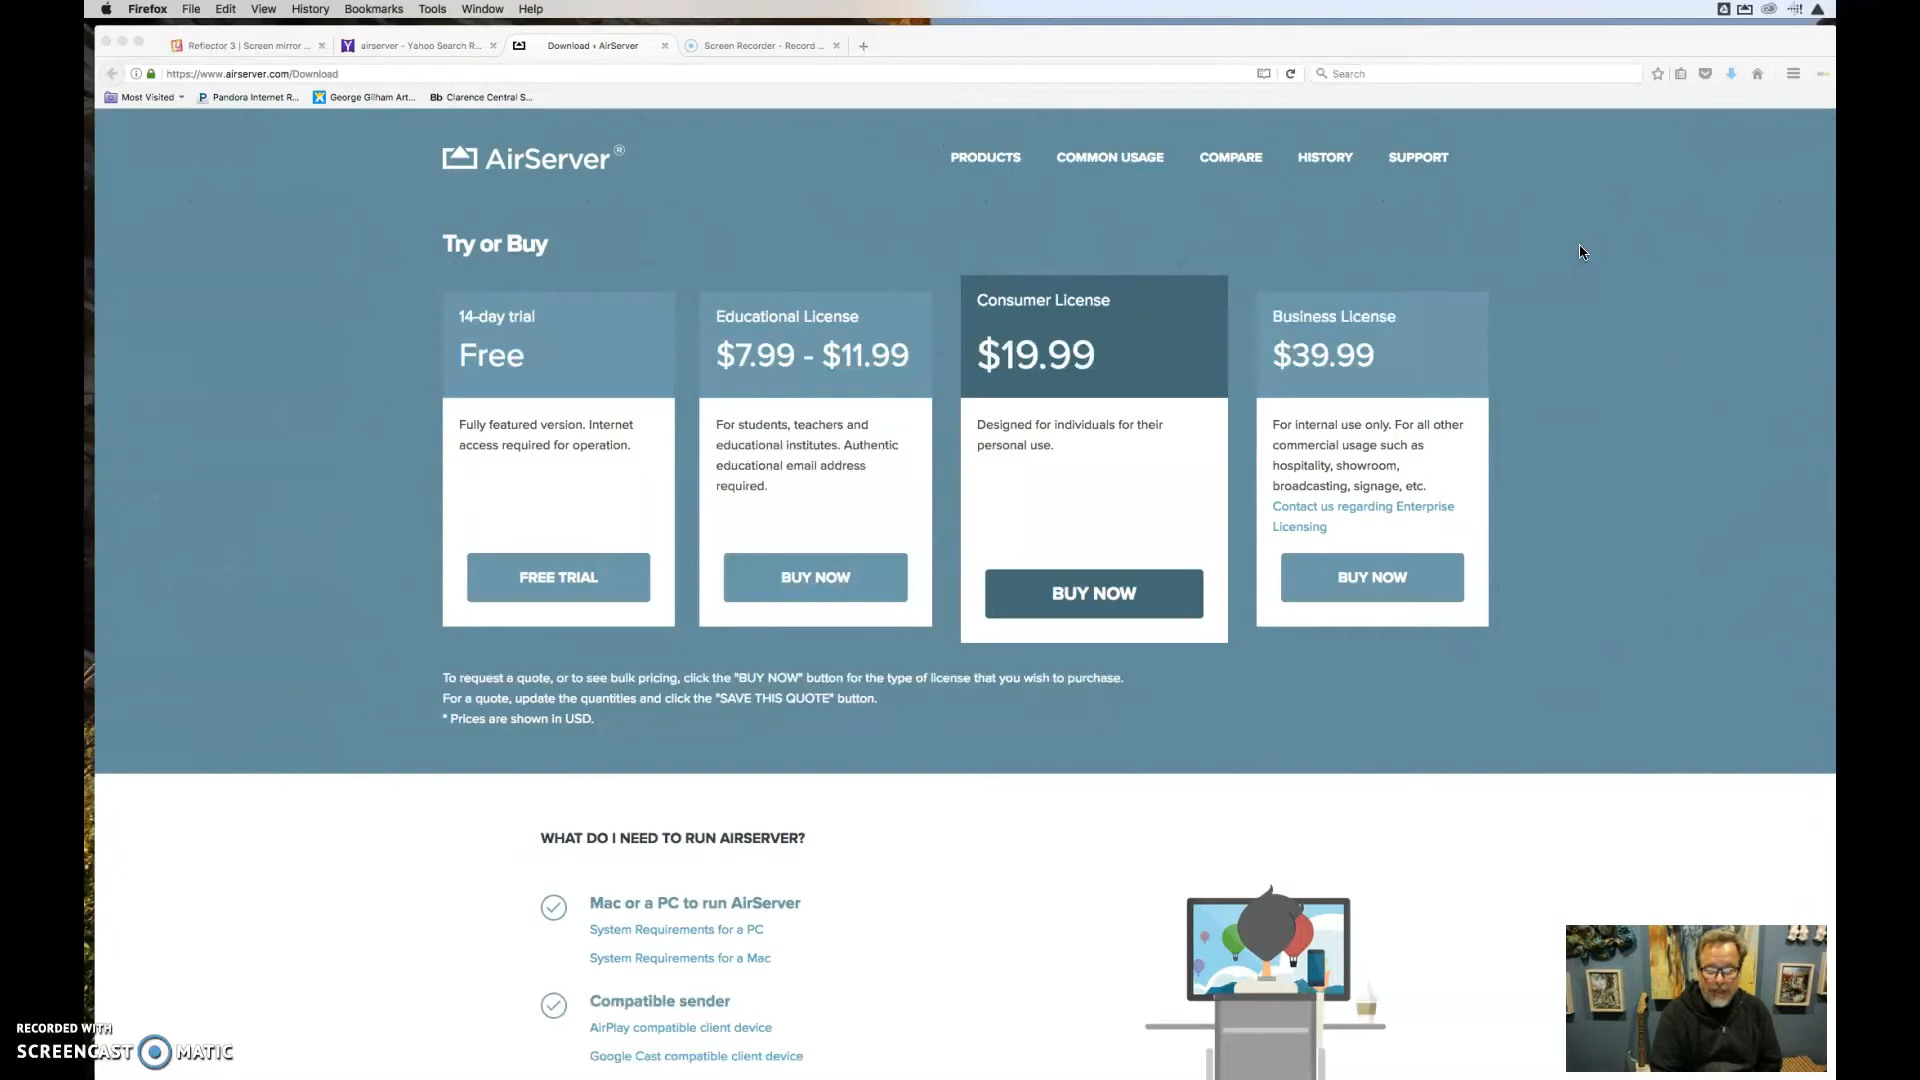 Firefox File Edit View History Bookmarks Tools Window Help
Reflector 3 | Screen mirror ... airserver - Yahoo Search R... Download ‹ AirServer Screen Recorder - Record ...
https://www.airserver.com/Download Search
Most Visited Pandora Internet R... George Gilham Art... Bb Clarence Central S...
AirServer ®
PRODUCTS COMMON USAGE COMPARE HISTORY SUPPORT
Try or Buy
14-day trial
Free
Fully featured version. Internet
access required for operation.
FREE TRIAL
Educational License
$7.99 - $11.99
For students, teachers and
educational institutes. Authentic
educational email address
required.
BUY NOW
Consumer License
$19.99
Designed for individuals for their
personal use.
BUY NOW
Business License
$39.99
For internal use only. For all other
commercial usage such as
hospitality, showroom,
broadcasting, signage, etc.
Contact us regarding Enterprise
Licensing
BUY NOW
To request a quote, or to see bulk pricing, click the "BUY NOW" button for the type of license that you wish to purchase.
For a quote, update the quantities and click the "SAVE THIS QUOTE" button.
* Prices are shown in USD.
WHAT DO I NEED TO RUN AIRSERVER?
Mac or a PC to run AirServer
System Requirements for a PC
System Requirements for a Mac
Compatible sender
AirPlay compatible client device
Google Cast compatible client device
RECORDED WITH
SCREENCAST MATIC